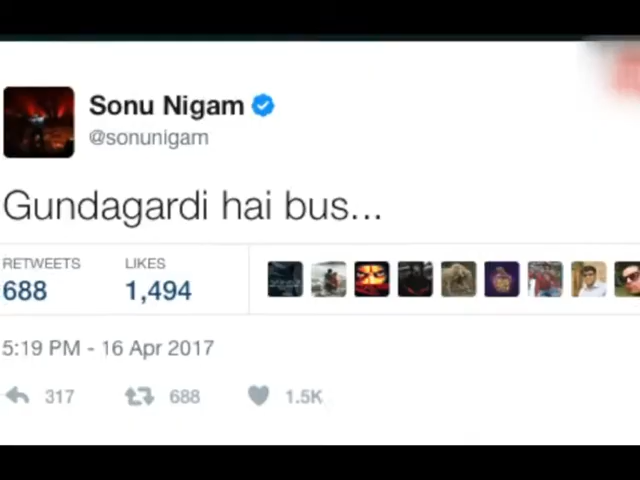 Sonu Nigam
@sonunigam
Gundagardi hai bus...
RETWEETS LIKES
688 1,494
5:19 PM - 16 Apr 2017
317 688 1.5K